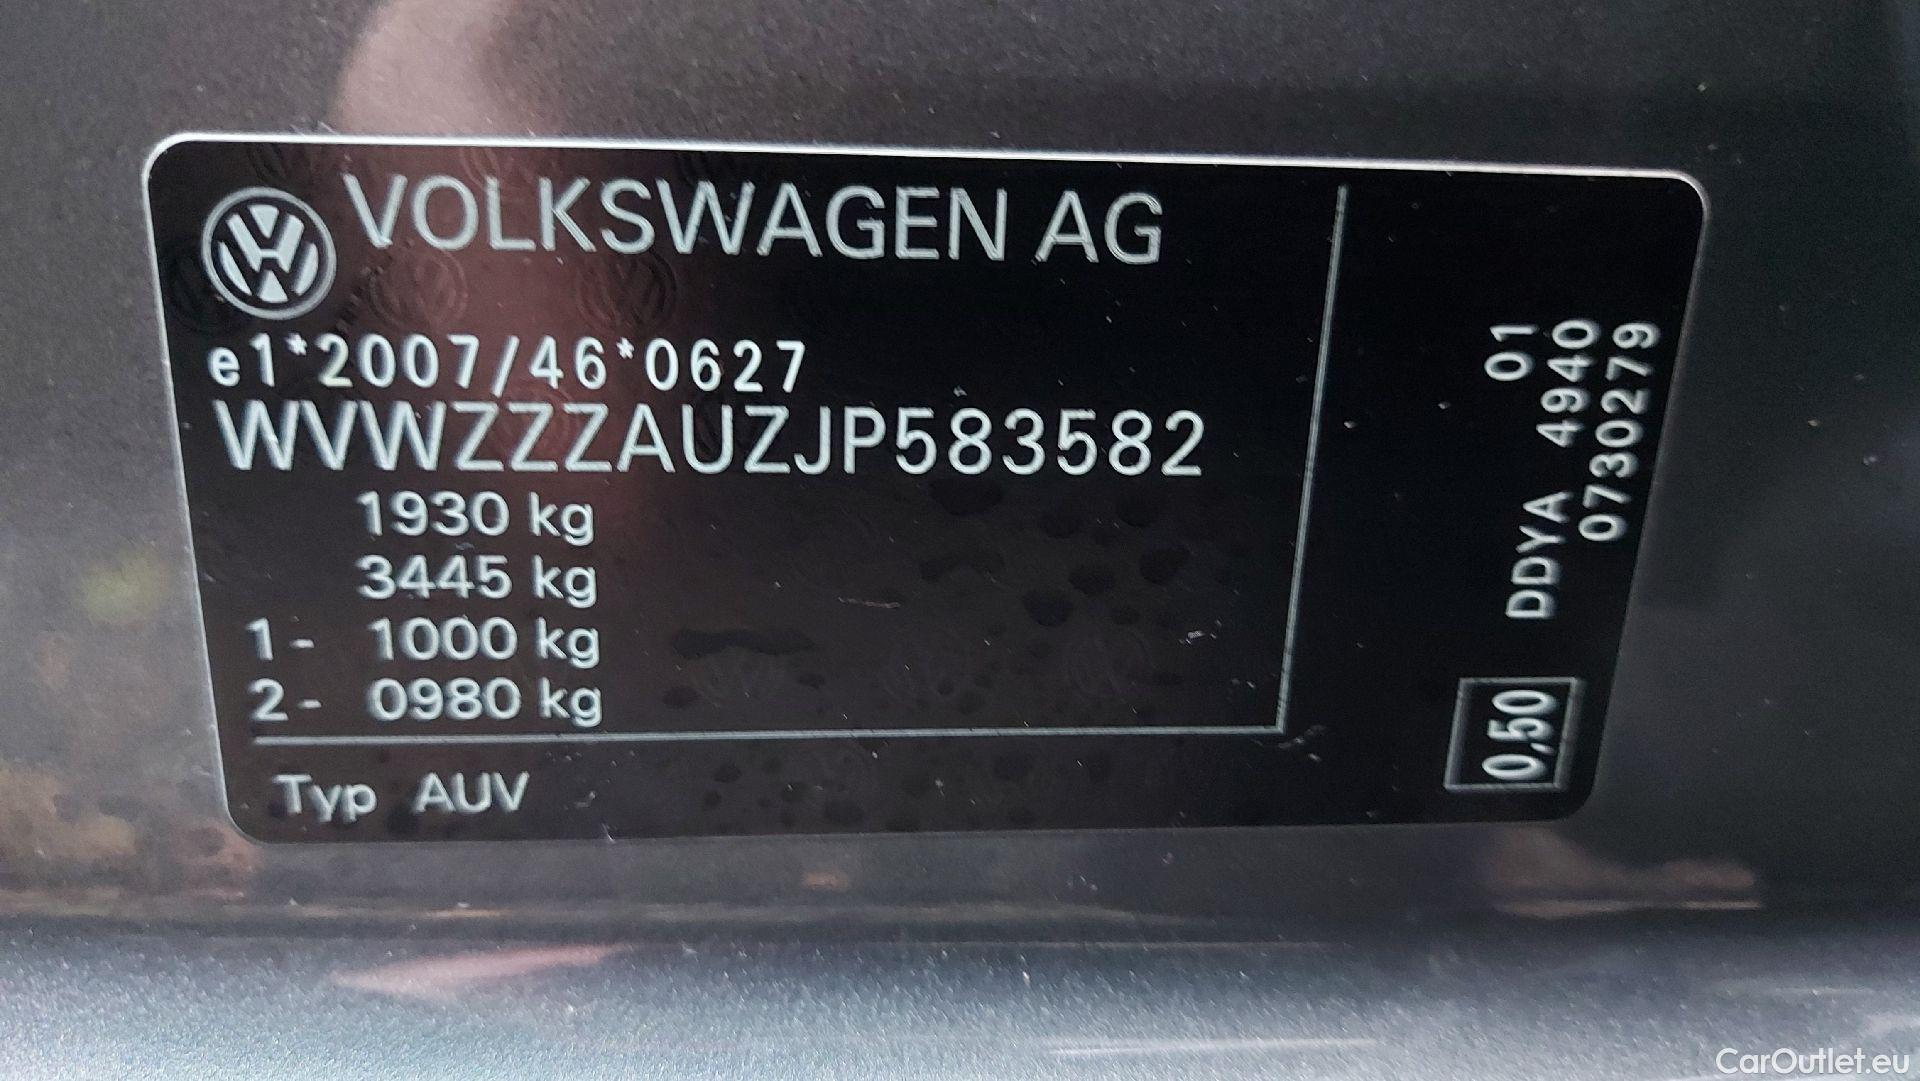 VOLKSWAGEN AG
e1*2007/46*0627
WVWZZZAUZJP583582
1930 kg
3445 kg
1- 1000 kg
2- 0980 kg
Typ AUV
01
DDYA 4940
0730279
0,50
CarOutlet.eu